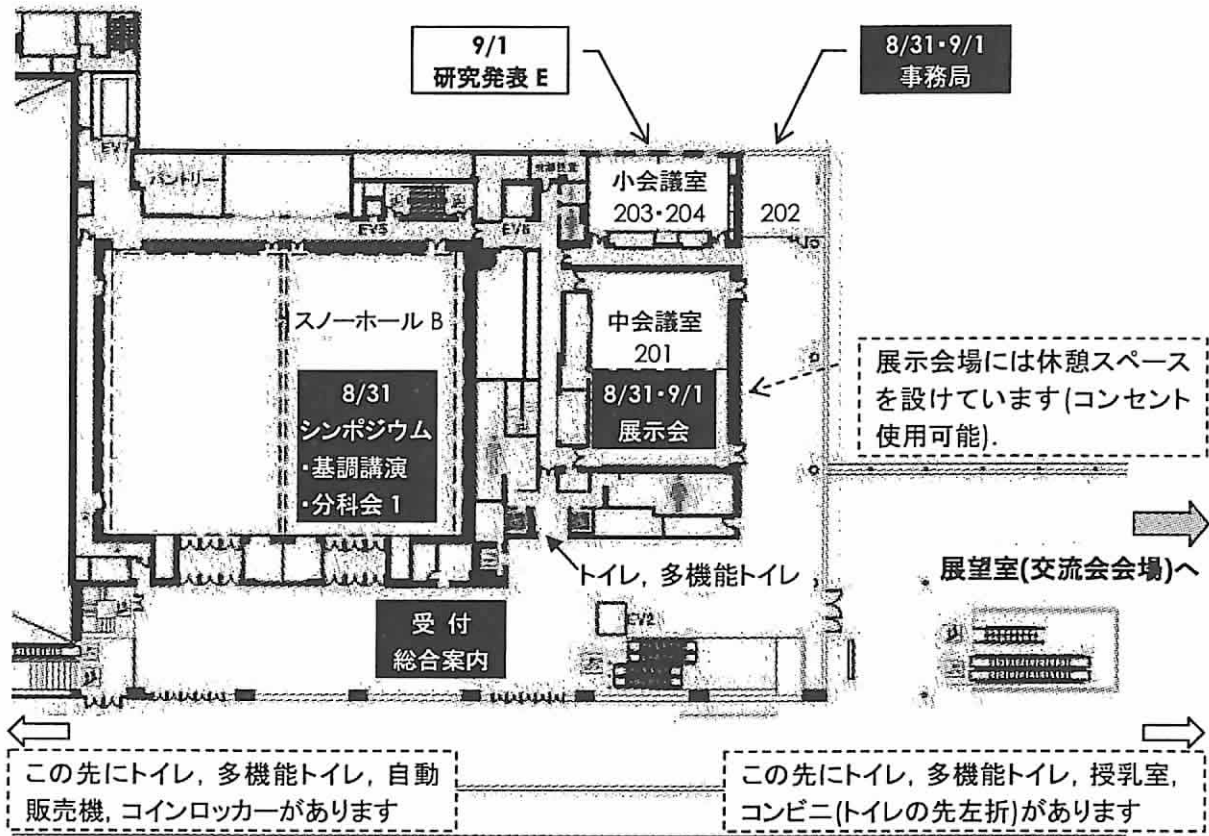 9/1
研究発表 E
8/31・9/1
事務局
EV7
パントリー
EV5
EV6
小会議室
203・204
202
スノーホール B
8/31
シンポジウム
・基調講演
・分科会 1
中会議室
201
8/31・9/1
展示会
展示会場には休憩スペース
を設けています(コンセント
使用可能).
展望室(交流会会場)へ
トイレ, 多機能トイレ
受 付
総合案内
EV2
この先にトイレ, 多機能トイレ, 自動
販売機, コインロッカーがあります
この先にトイレ, 多機能トイレ, 授乳室,
コンビニ(トイレの先左折)があります